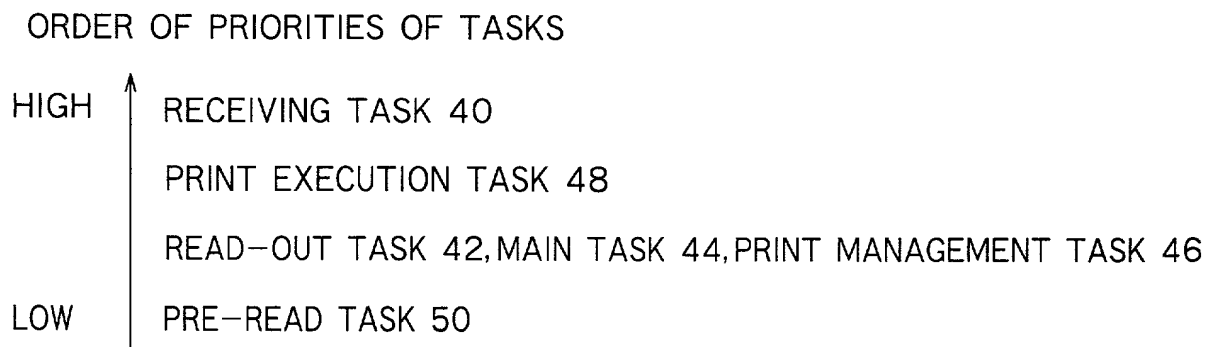 ORDER OF PRIORITIES OF TASKS
HIGH RECEIVING TASK 40
PRINT EXECUTION TASK 48
READ-OUT TASK 42, MAIN TASK 44, PRINT MANAGEMENT TASK 46
LOW PRE-READ TASK 50